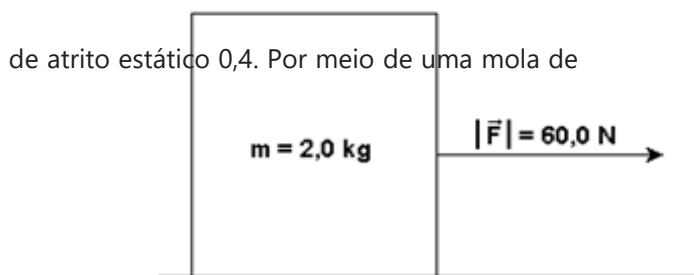 de atrito estático 0,4. Por meio de uma mola de
|F⃗| = 60,0 N
m = 2,0 kg